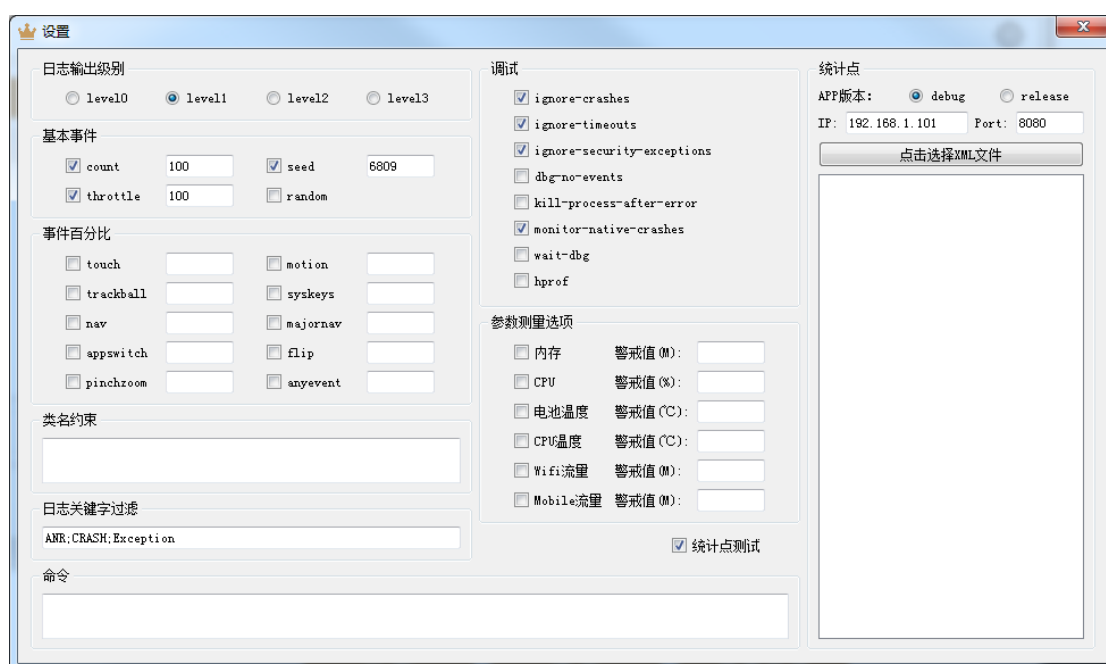 设置
日志输出级别
level0 level1 level2 level3
基本事件
count 100 seed 6809
throttle 100 random
事件百分比
touch motion
trackball syskeys
nav majornav
appswitch flip
pinchzoom anyevent
类名约束
日志关键字过滤
ANR;CRASH;Exception
命令
调试
ignore-crashes
ignore-timeouts
ignore-security-exceptions
dbg-no-events
kill-process-after-error
monitor-native-crashes
wait-dbg
hprof
参数测量选项
内存 警戒值(M):
CPU 警戒值(%):
电池温度 警戒值(℃):
CPU温度 警戒值(℃):
Wifi流量 警戒值(M):
Mobile流量 警戒值(M):
统计点测试
统计点
APP版本: debug release
IP: 192.168.1.101 Port: 8080
点击选择XML文件